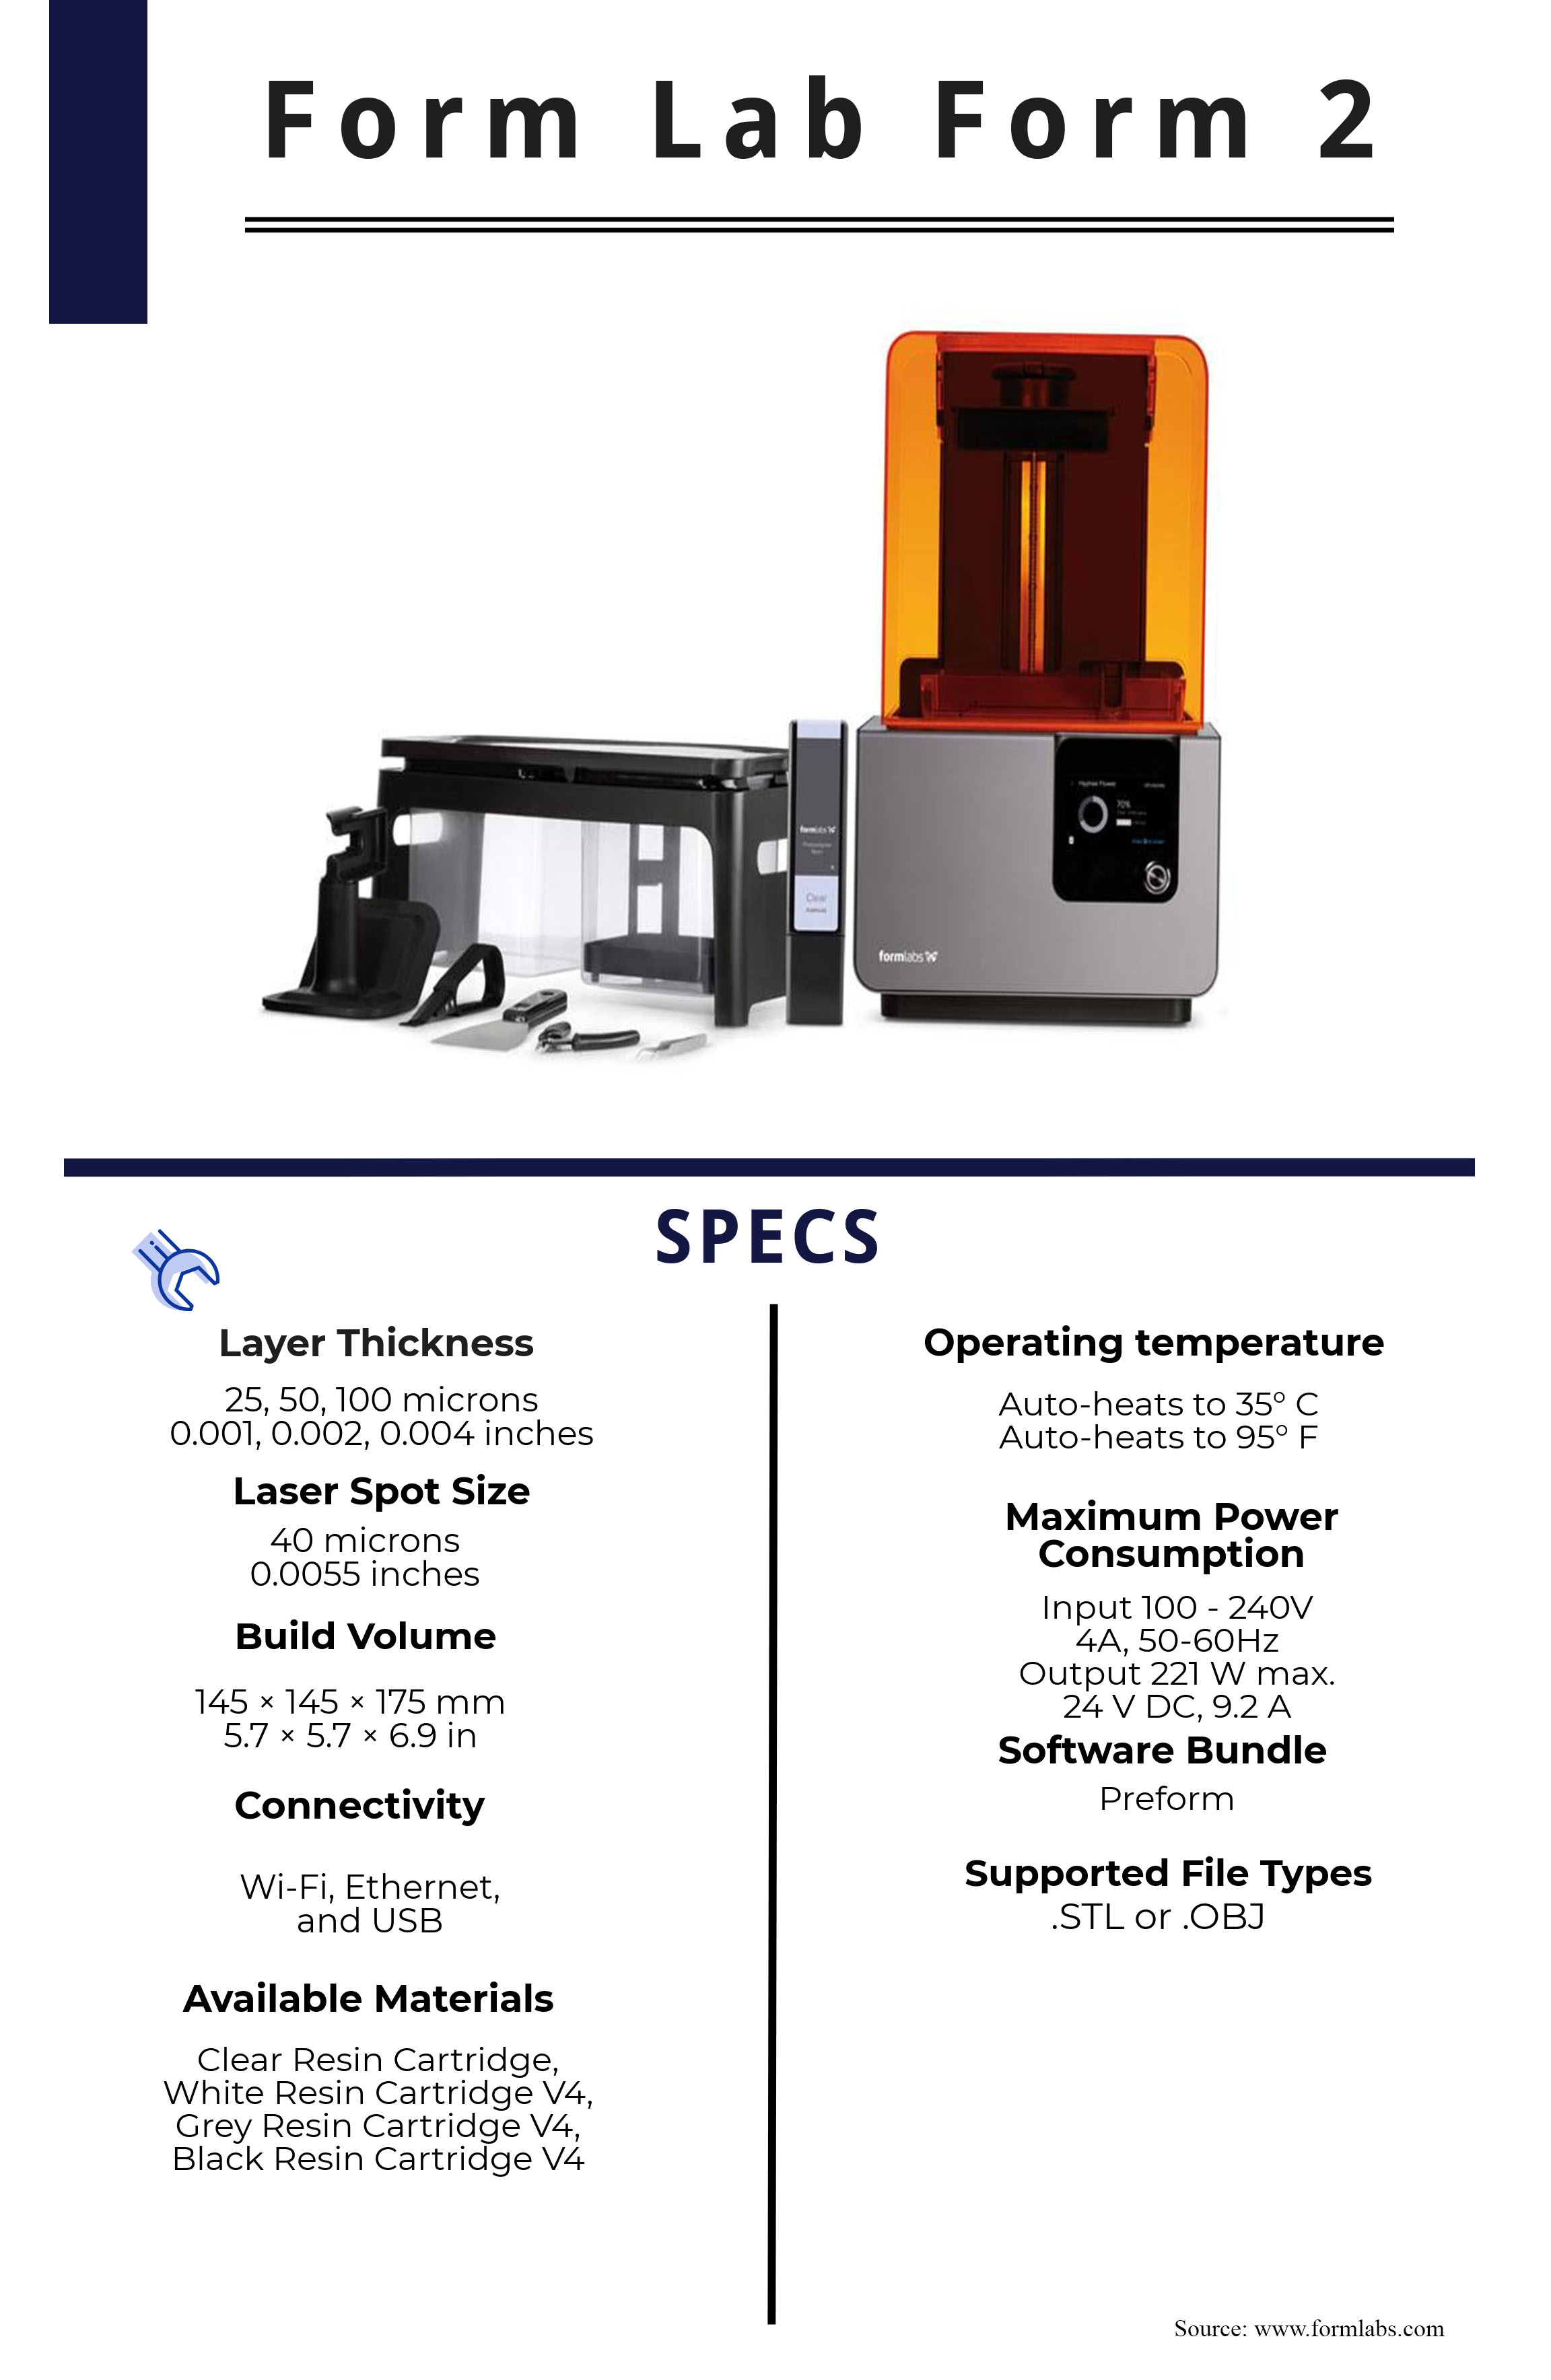 Form Lab Form 2
70%
formlabs
Clear
formlabs
SPECS
Layer Thickness
25, 50, 100 microns
0.001, 0.002, 0.004 inches
Laser Spot Size
40 microns
0.0055 inches
Build Volume
145 × 145 × 175 mm
5.7 × 5.7 × 6.9 in
Connectivity
Wi-Fi, Ethernet,
and USB
Available Materials
Clear Resin Cartridge,
White Resin Cartridge V4,
Grey Resin Cartridge V4,
Black Resin Cartridge V4
Operating temperature
Auto-heats to 35° C
Auto-heats to 95° F
Maximum Power
Consumption
Input 100 - 240V
4A, 50-60Hz
Output 221 W max.
24 V DC, 9.2 A
Software Bundle
Preform
Supported File Types
.STL or .OBJ
Source: www.formlabs.com